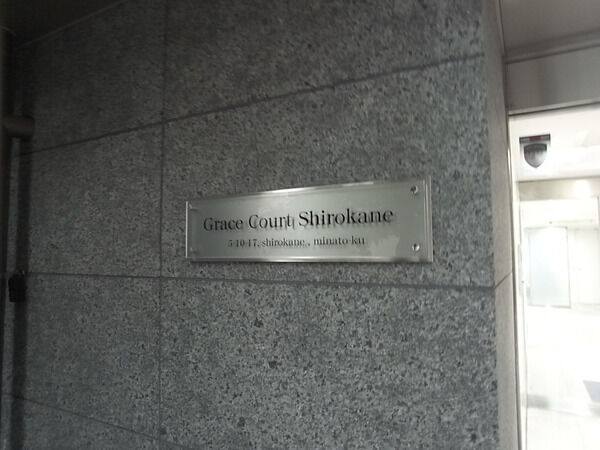 Grace Court Shirokane
5-10-17, shirokane., minato-ku